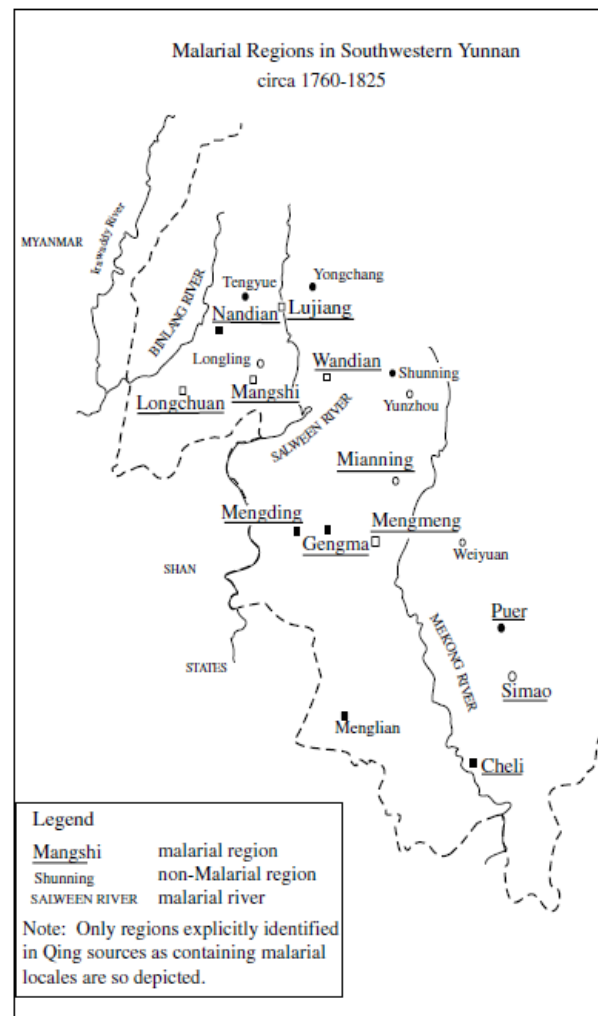 Malarial Regions in Southwestern Yunnan
circa 1760-1825
Irrawaddy River
MYANMAR
BINLANG RIVER
Tengyue
Yongchang
Nandian
Lujiang
Longling
Wandian
Shunning
Longchuan
Mangshi
Yunzhou
SALWEEN RIVER
Mianning
Mengding
Mengmeng
Gengma
Weiyuan
SHAN
STATES
Puer
MEKONG RIVER
Simao
Menglian
Cheli
Legend
Mangshi malarial region
Shunning non-Malarial region
SALWEEN RIVER malarial river
Note: Only regions explicitly identified
in Qing sources as containing malarial
locales are so depicted.